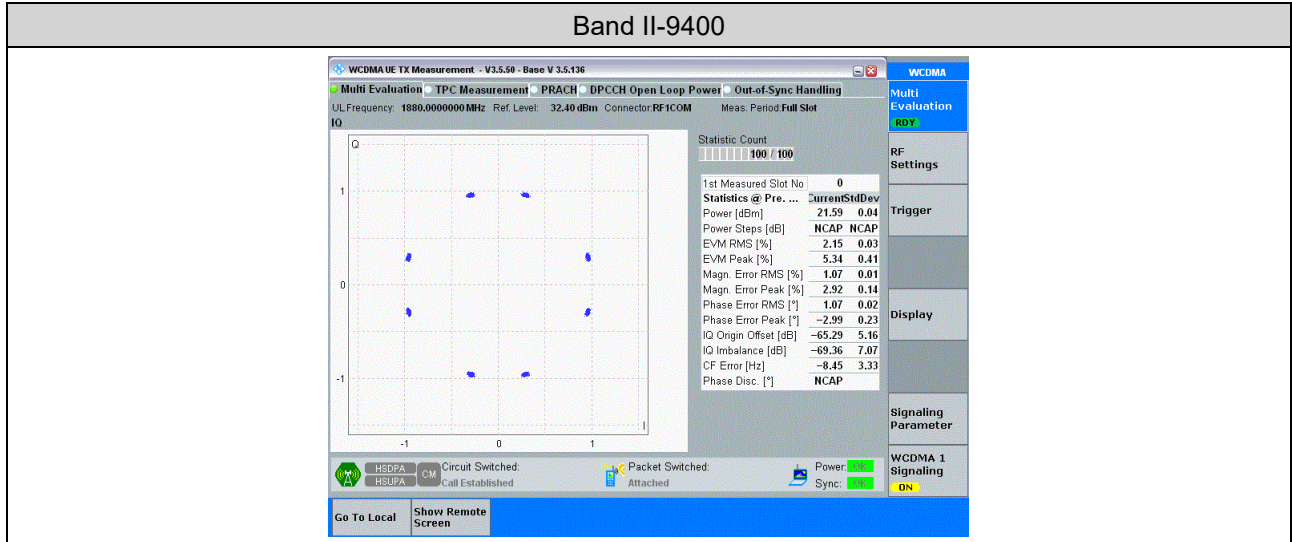 Band II-9400
WCDMA UE TX Measurement - V3.5.50 - Base V 3.5.136
WCDMA
Multi Evaluation TPC Measurement PRACH DPCCH Open Loop Power Out-of-Sync Handling
Multi
Evaluation
RDY
UL Frequency: 1880.0000000 MHz Ref. Level: 32.40 dBm Connector: RF1COM Meas. Period: Full Slot
IQ
Q
1
0
-1
I
-1 0 1
Statistic Count
100 / 100
1st Measured Slot No 0
Statistics @ Pre. ... Current StdDev
Power [dBm] 21.59 0.04
Power Steps [dB] NCAP NCAP
EVM RMS [%] 2.15 0.03
EVM Peak [%] 5.34 0.41
Magn. Error RMS [%] 1.07 0.01
Magn. Error Peak [%] 2.92 0.14
Phase Error RMS [°] 1.07 0.02
Phase Error Peak [°] -2.99 0.23
IQ Origin Offset [dB] -65.29 5.16
IQ Imbalance [dB] -69.36 7.07
CF Error [Hz] -8.45 3.33
Phase Disc. [°] NCAP
RF
Settings
Trigger
Display
Signaling
Parameter
WCDMA 1
Signaling
ON
HSDPA
HSUPA
CM
Circuit Switched:
Call Established
Packet Switched:
Attached
Power: OK
Sync: OK
Go To Local
Show Remote
Screen